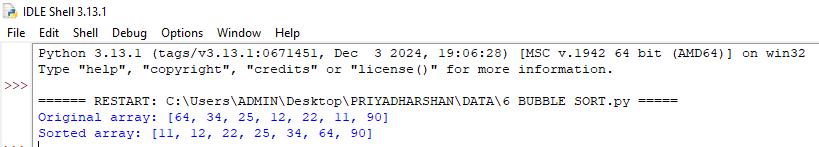 IDLE Shell 3.13.1
File Edit Shell Debug Options Window Help
Python 3.13.1 (tags/v3.13.1:0671451, Dec  3 2024, 19:06:28) [MSC v.1942 64 bit (AMD64)] on win32
Type "help", "copyright", "credits" or "license()" for more information.
>>>
====== RESTART: C:\Users\ADMIN\Desktop\PRIYADHARSHAN\DATA\6 BUBBLE SORT.py =====
Original array: [64, 34, 25, 12, 22, 11, 90]
Sorted array: [11, 12, 22, 25, 34, 64, 90]
>>>